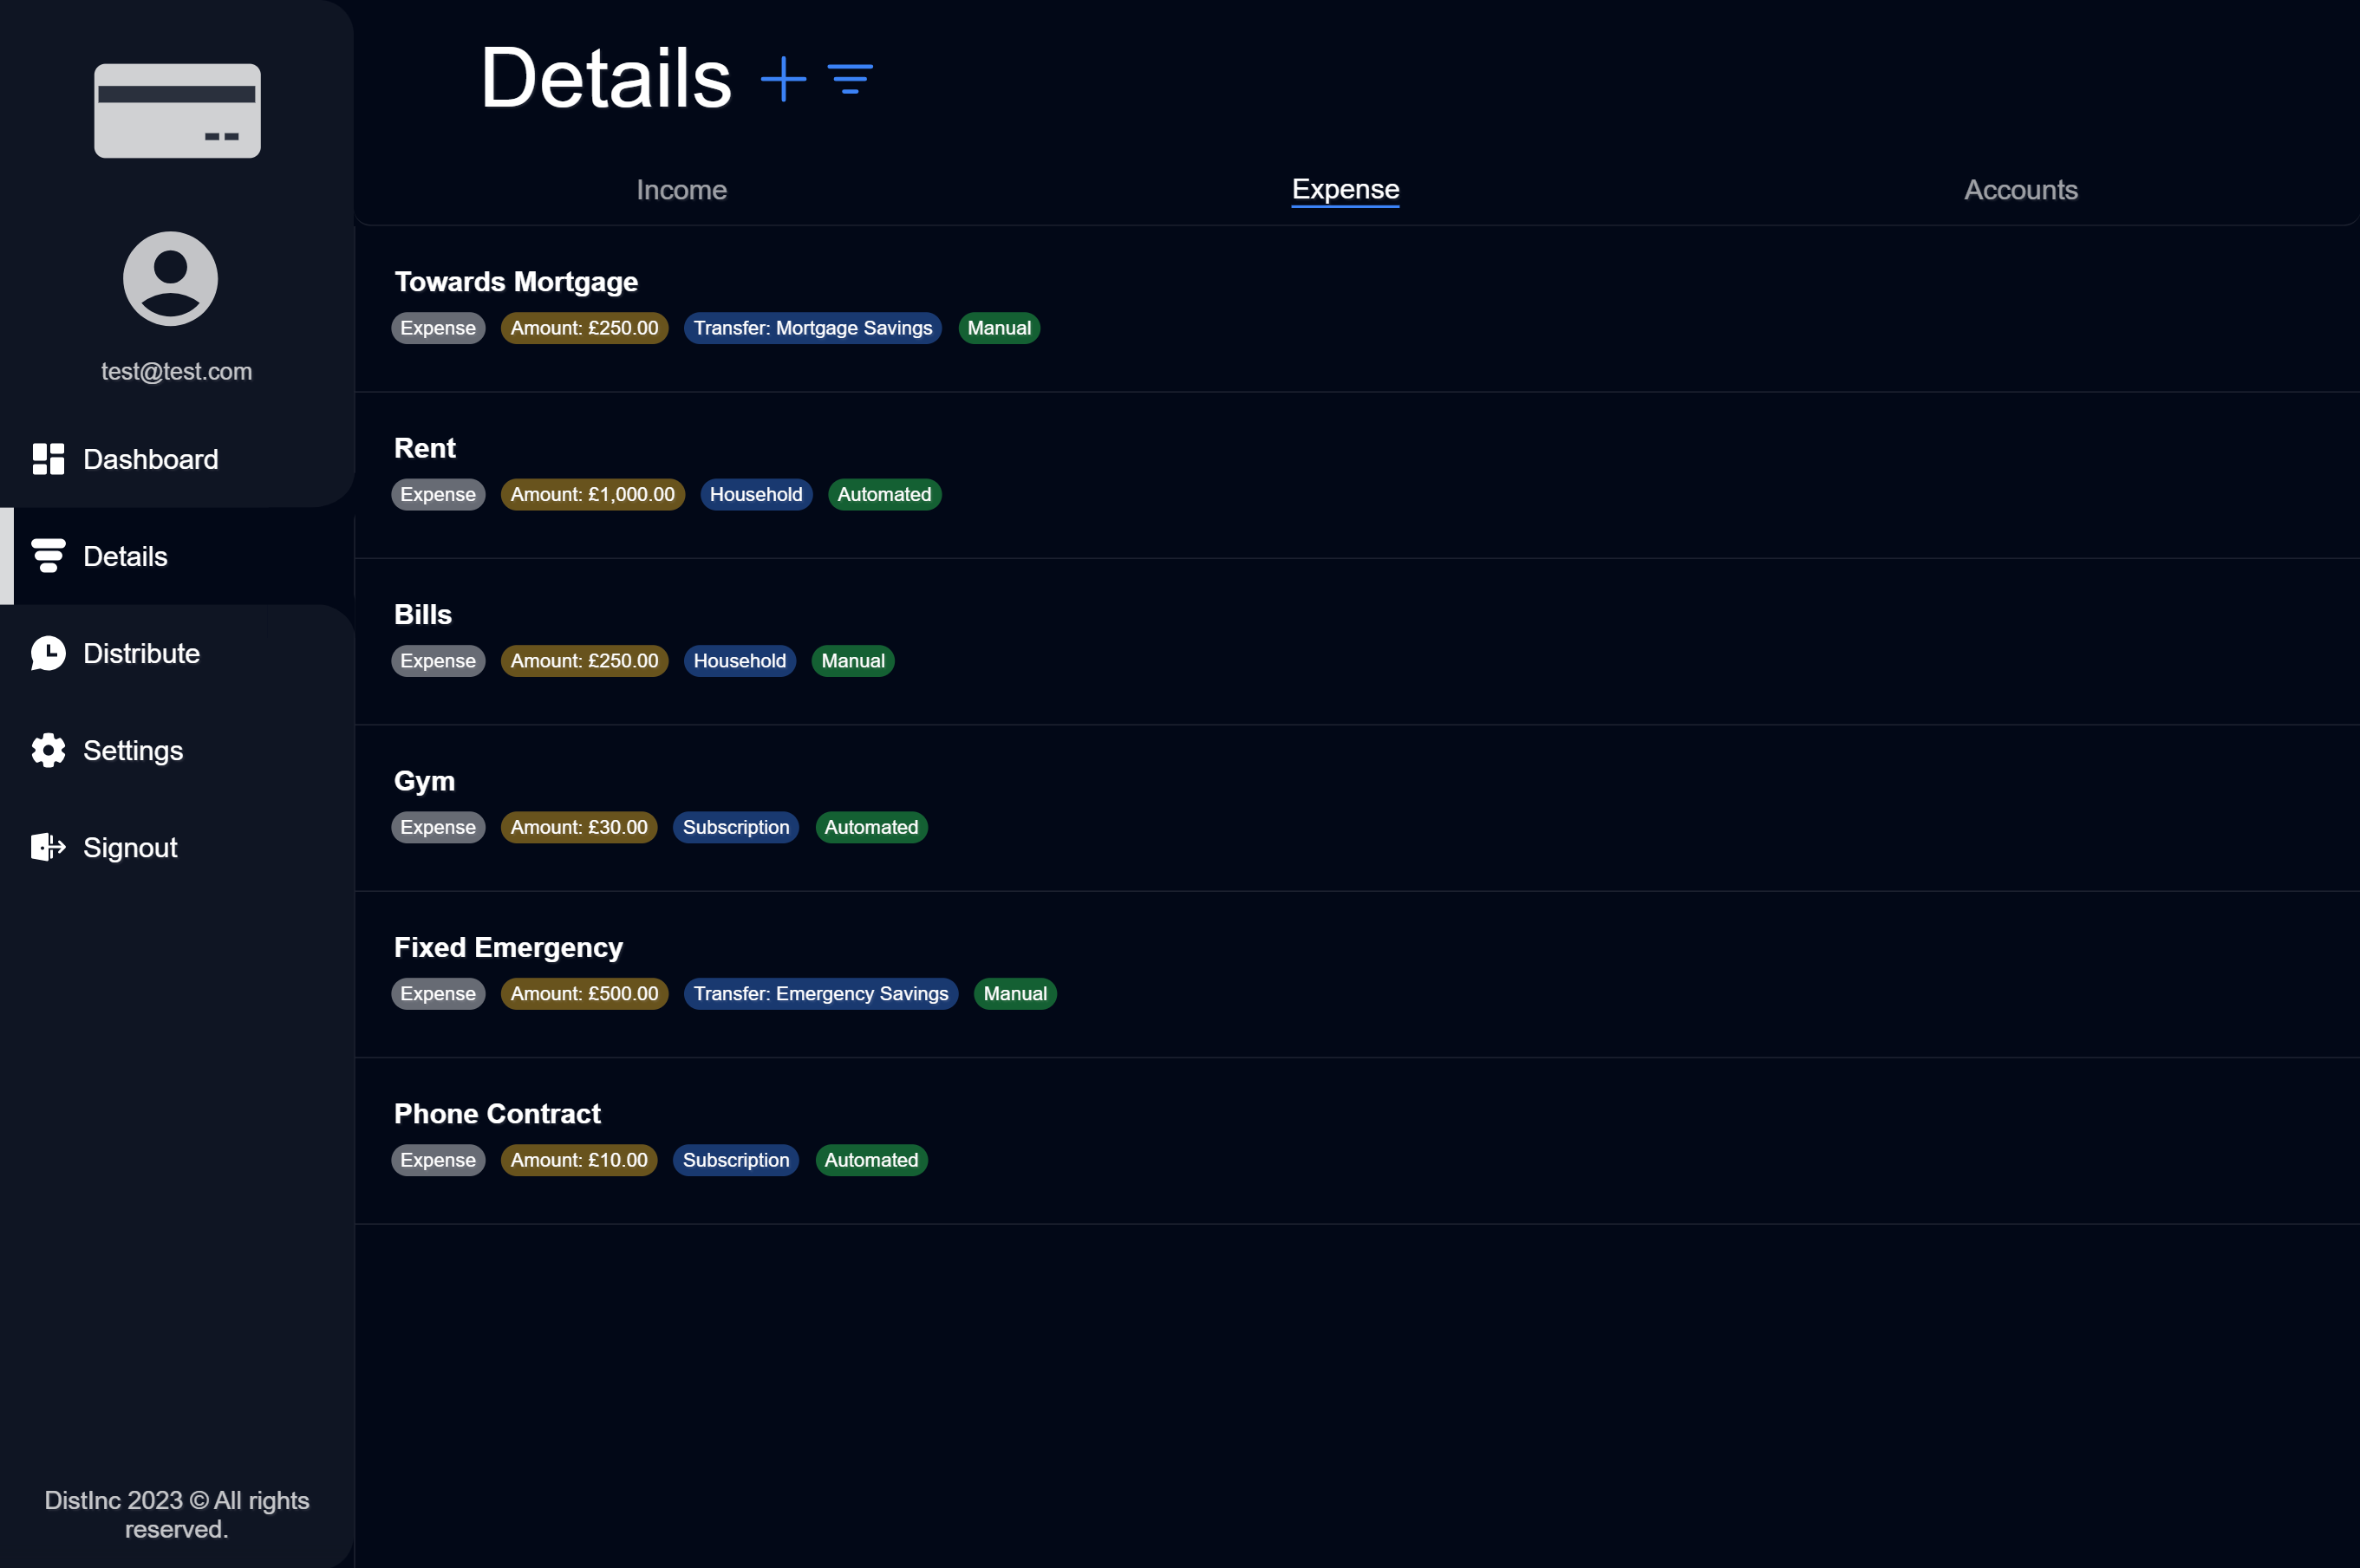 test@test.com
Dashboard
Details
Distribute
Settings
Signout
DistInc 2023 © All rights
reserved.
Details
Income Expense Accounts
Towards Mortgage
Expense Amount: £250.00 Transfer: Mortgage Savings Manual
Rent
Expense Amount: £1,000.00 Household Automated
Bills
Expense Amount: £250.00 Household Manual
Gym
Expense Amount: £30.00 Subscription Automated
Fixed Emergency
Expense Amount: £500.00 Transfer: Emergency Savings Manual
Phone Contract
Expense Amount: £10.00 Subscription Automated